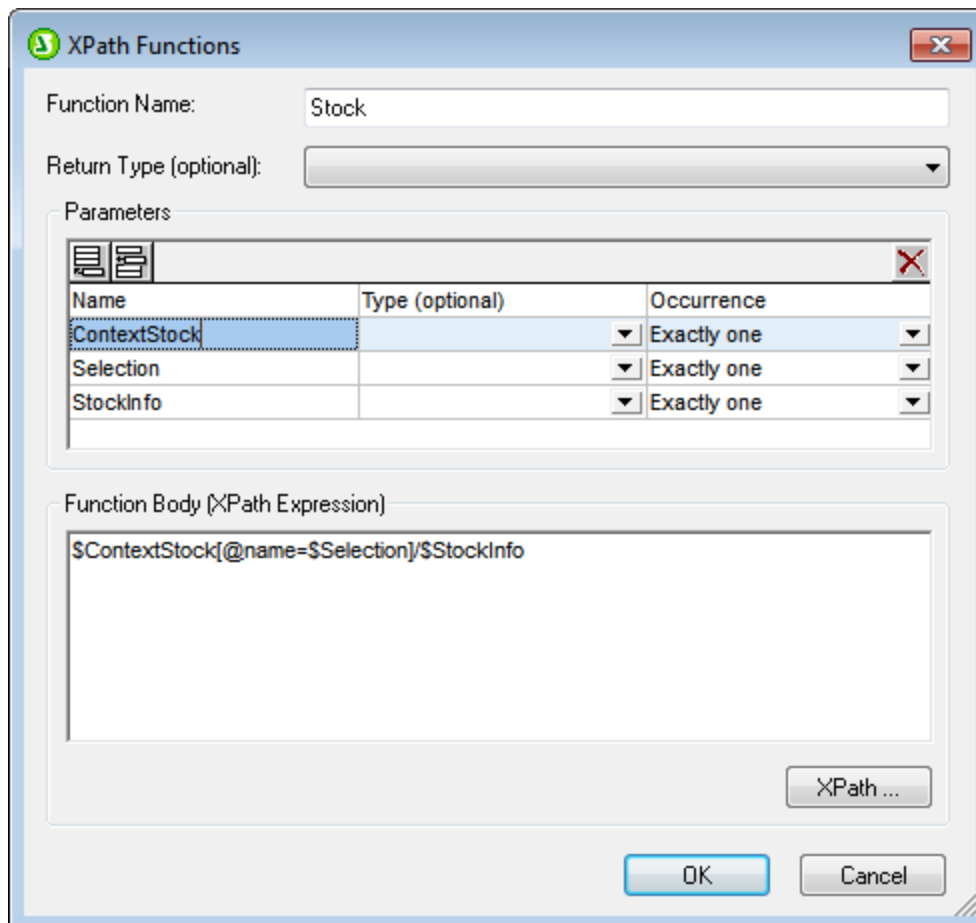 XPath Functions
Function Name: Stock
Return Type (optional):
Parameters
Name Type (optional) Occurrence
ContextStock Exactly one
Selection Exactly one
StockInfo Exactly one
Function Body (XPath Expression)
$ContextStock[@name=$Selection]/$StockInfo
XPath ...
OK Cancel